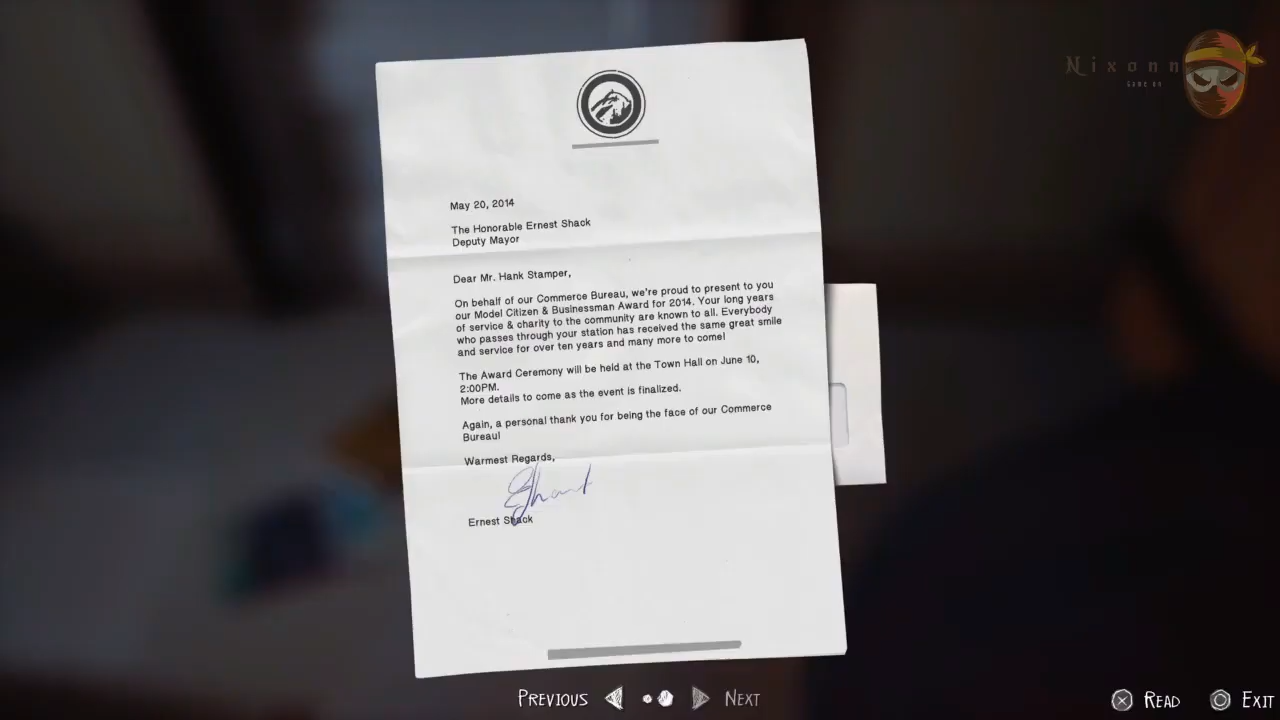 Nixonn
GAME ON
May 20, 2014
The Honorable Ernest Shack
Deputy Mayor
Dear Mr. Hank Stamper,
On behalf of our Commerce Bureau, we're proud to present to you
our Model Citizen & Businessman Award for 2014. Your long years
of service & charity to the community are known to all. Everybody
who passes through your station has received the same great smile
and service for over ten years and many more to come!
The Award Ceremony will be held at the Town Hall on June 10,
2:00PM.
More details to come as the event is finalized.
Again, a personal thank you for being the face of our Commerce
Bureau!
Warmest Regards,
Ernest Shack
PREVIOUS
NEXT
READ
EXIT